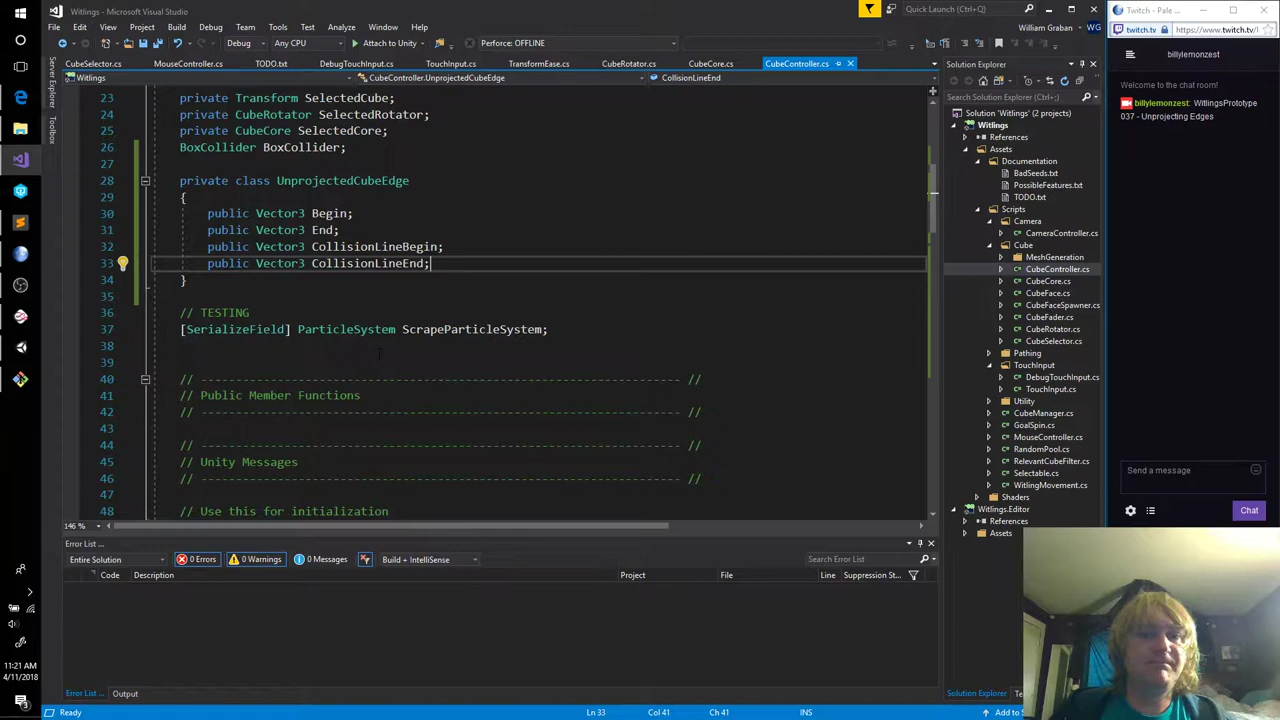 Witlings - Microsoft Visual Studio
Quick Launch (Ctrl+;)
File Edit View Project Build Debug Team Tools Test Analyze Window Help
William Graban WG
Debug Any CPU Attach to Unity Perforce: OFFLINE
CubeSelector.cs MouseController.cs TODO.txt DebugTouchInput.cs TouchInput.cs TransformEase.cs CubeRotator.cs CubeCore.cs CubeController.cs
Witlings CubeController.UnprojectedCubeEdge CollisionLineEnd
Server Explorer
Toolbox
23 private Transform SelectedCube;
24 private CubeRotator SelectedRotator;
25 private CubeCore SelectedCore;
26 BoxCollider BoxCollider;
27
28 private class UnprojectedCubeEdge
29 {
30 public Vector3 Begin;
31 public Vector3 End;
32 public Vector3 CollisionLineBegin;
33 public Vector3 CollisionLineEnd;
34 }
35
36 // TESTING
37 [SerializeField] ParticleSystem ScrapeParticleSystem;
38
39
40 // -------------------------------------------------------------------- //
41 // Public Member Functions
42 // -------------------------------------------------------------------- //
43
44 // -------------------------------------------------------------------- //
45 // Unity Messages
46 // -------------------------------------------------------------------- //
47
48 // Use this for initialization
146 %
Error List ...
Entire Solution 0 Errors 0 Warnings 0 Messages Build + IntelliSense
Search Error List
Code Description Project File Line Suppression St...
Error List ... Output
Ready Ln 33 Col 41 Ch 41 INS Add to S
Solution Explorer
Search Solution Explorer (Ctrl+;)
Solution 'Witlings' (2 projects)
Witlings
References
Assets
Documentation
BadSeeds.txt
PossibleFeatures.txt
TODO.txt
Scripts
Camera
CameraController.cs
Cube
MeshGeneration
CubeController.cs
CubeCore.cs
CubeFace.cs
CubeFaceSpawner.cs
CubeFader.cs
CubeRotator.cs
CubeSelector.cs
Pathing
TouchInput
DebugTouchInput.cs
TouchInput.cs
Utility
CubeManager.cs
GoalSpin.cs
MouseController.cs
RandomPool.cs
RelevantCubeFilter.cs
Selectable.cs
WitlingMovement.cs
Shaders
Witlings.Editor
References
Assets
Solution Explorer Te
Twitch - Pale ...
twitch.tv https://www.twitch.tv/
billylemonzest
Welcome to the chat room!
billylemonzest: WitlingsPrototype
037 - Unprojecting Edges
Send a message
Chat
11:21 AM
4/11/2018
3